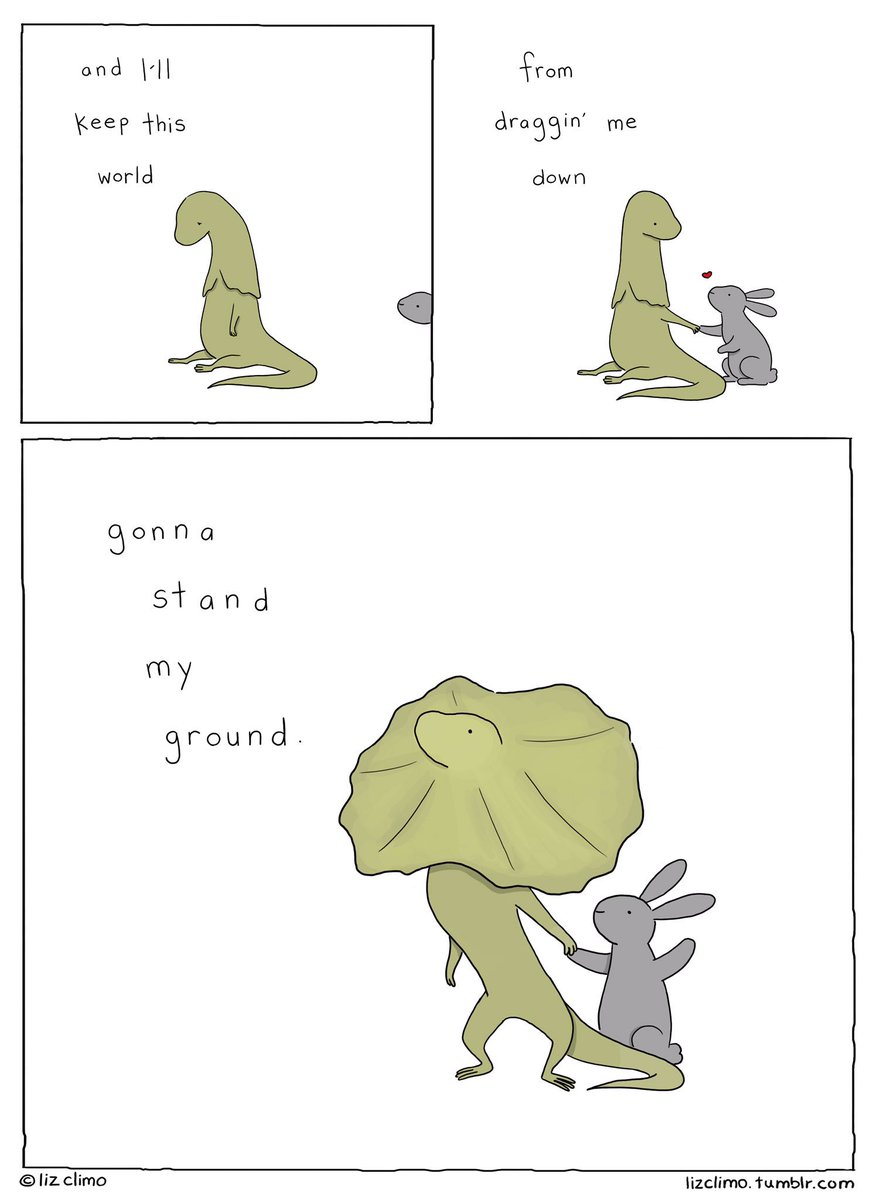 and I'll
keep this
world
from
draggin' me
down
gonna
stand
my
ground.
©liz climo
lizclimo.tumblr.com